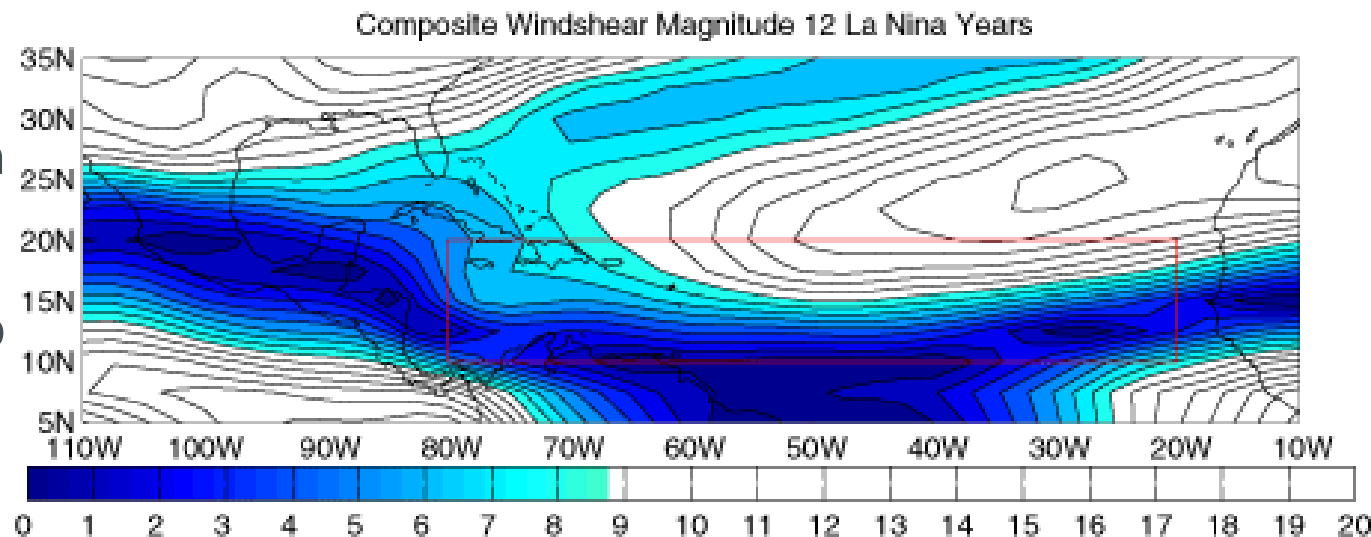 Composite Windshear Magnitude 12 La Nina Years
35N
30N
25N
20N
15N
10N
5N
110W 100W 90W 80W 70W 60W 50W 40W 30W 20W 10W
0 1 2 3 4 5 6 7 8 9 10 11 12 13 14 15 16 17 18 19 20